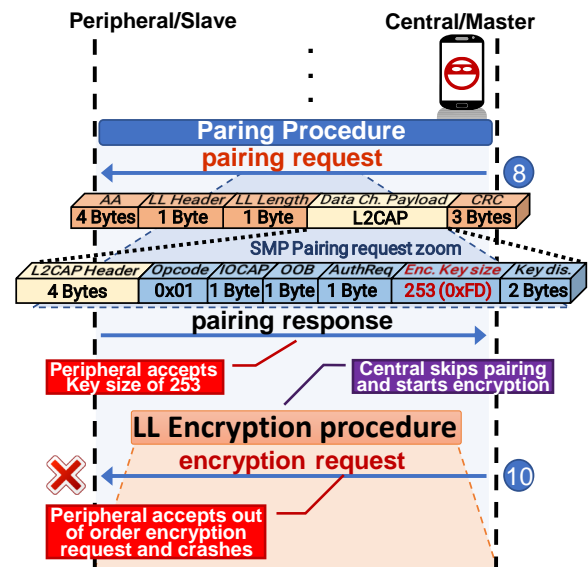 Peripheral/Slave Central/Master
Paring Procedure
pairing request 8
AA LL Header LL Length Data Ch. Payload CRC
4 Bytes 1 Byte 1 Byte L2CAP 3 Bytes
SMP Pairing request zoom
L2CAP Header Opcode IOCAP OOB AuthReq Enc. Key size Key dis.
4 Bytes 0x01 1 Byte 1 Byte 1 Byte 253 (0xFD) 2 Bytes
pairing response
Peripheral accepts
Key size of 253
Central skips pairing
and starts encryption
LL Encryption procedure
encryption request 10
Peripheral accepts out
of order encryption
request and crashes